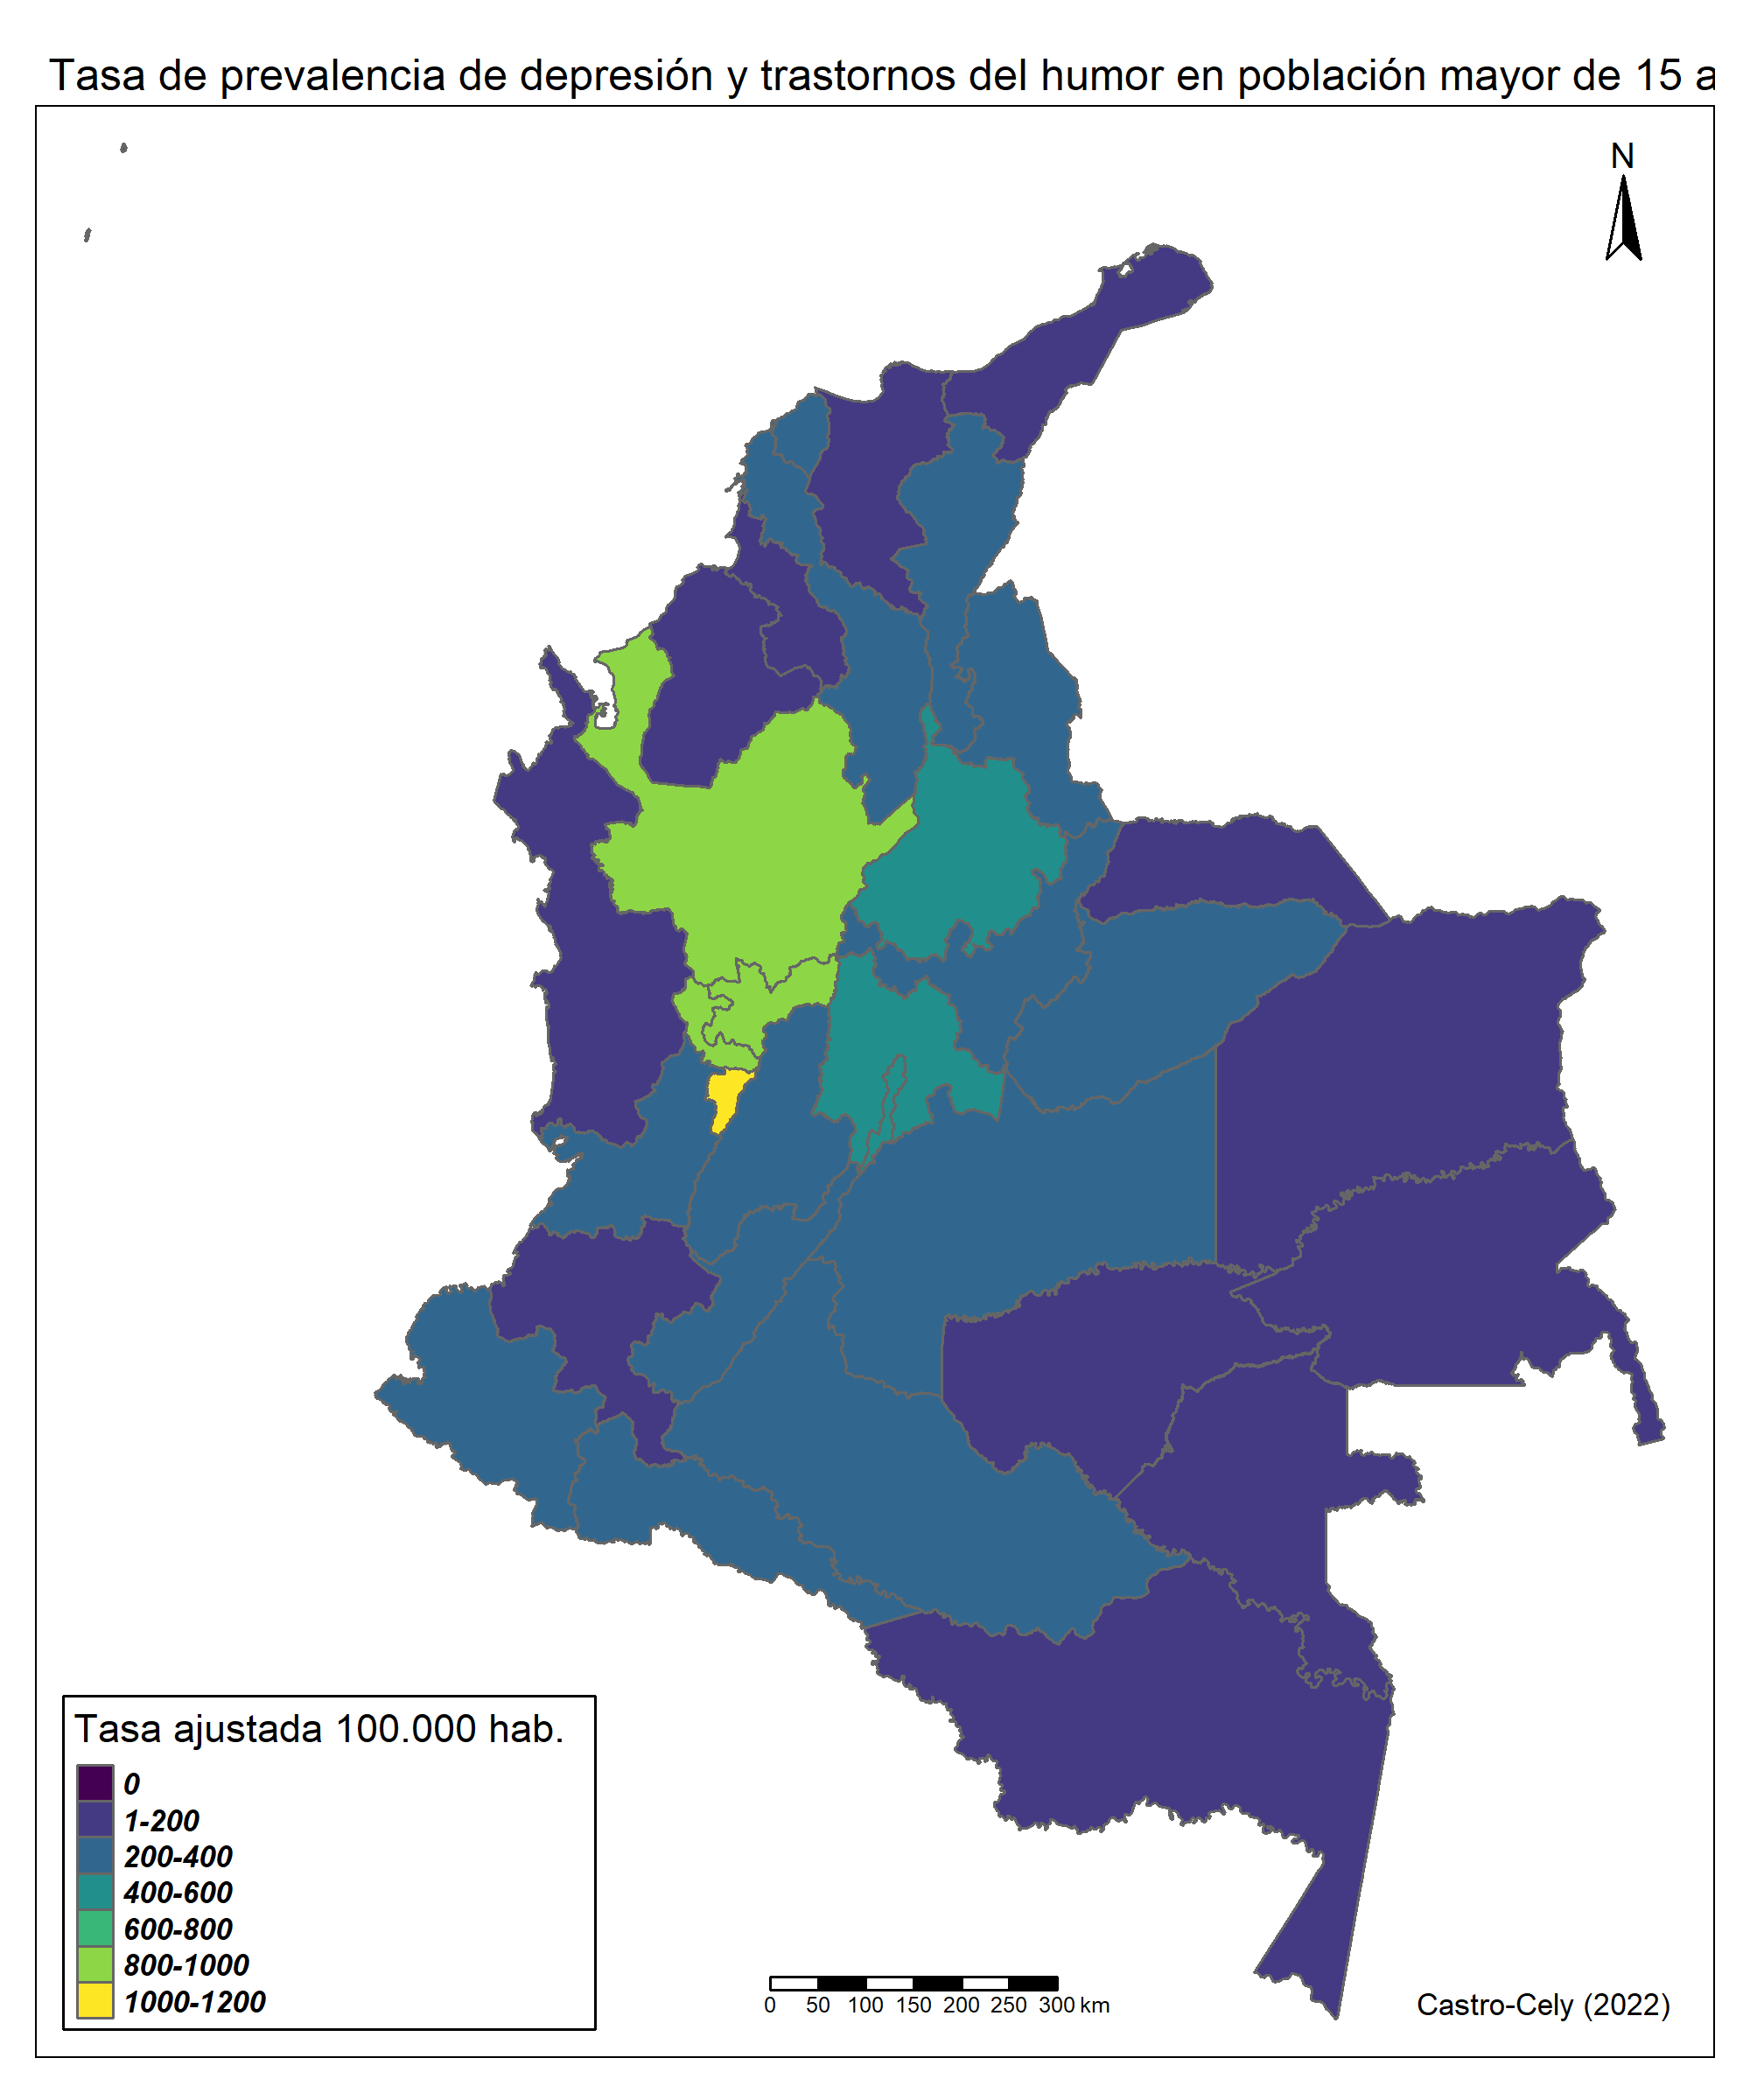 Tasa de prevalencia de depresión y trastornos del humor en población mayor de 15 a
N
Tasa ajustada 100.000 hab.
0
1-200
200-400
400-600
600-800
800-1000
1000-1200
0 50 100 150 200 250 300 km
Castro-Cely (2022)